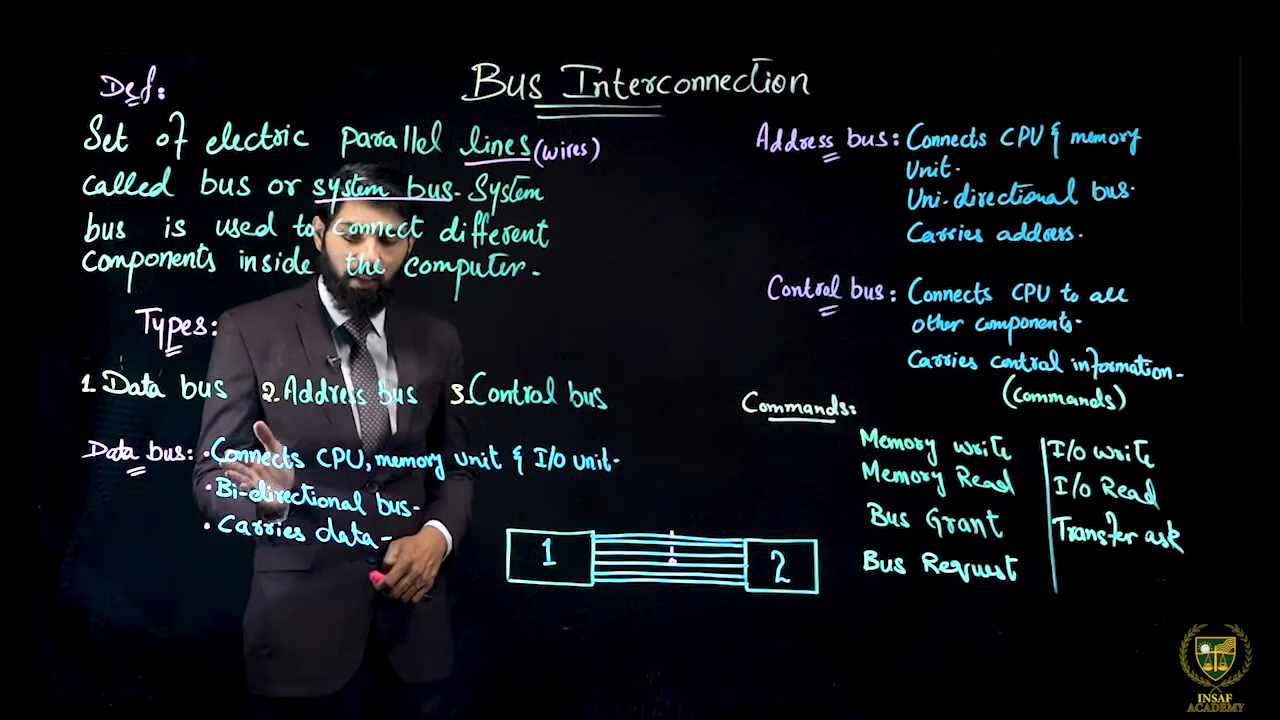 Bus Interconnection
Def:
Set of electric parallel lines (wires)
called bus or system bus. System
bus is used to connect different
components inside the computer.
Types:
1. Data bus 2. Address bus 3. Control bus
Data bus: • Connects CPU, memory unit & I/O unit.
• Bi-directional bus.
• Carries data.
1
2
Address bus: Connects CPU & memory
Unit.
Uni-directional bus.
Carries address.
Control bus: Connects CPU to all
other components.
Carries control information.
(commands)
Commands:
Memory write
Memory Read
Bus Grant
Bus Request
I/O write
I/O Read
Transfer ask
INSAF
ACADEMY